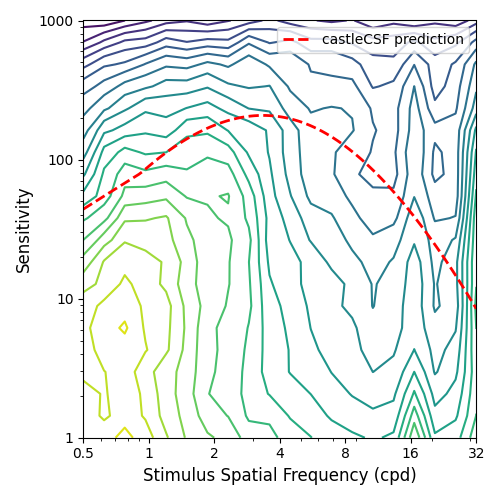 castleCSF prediction
Sensitivity
1000
100
10
1
0.5 1 2 4 8 16 32
Stimulus Spatial Frequency (cpd)